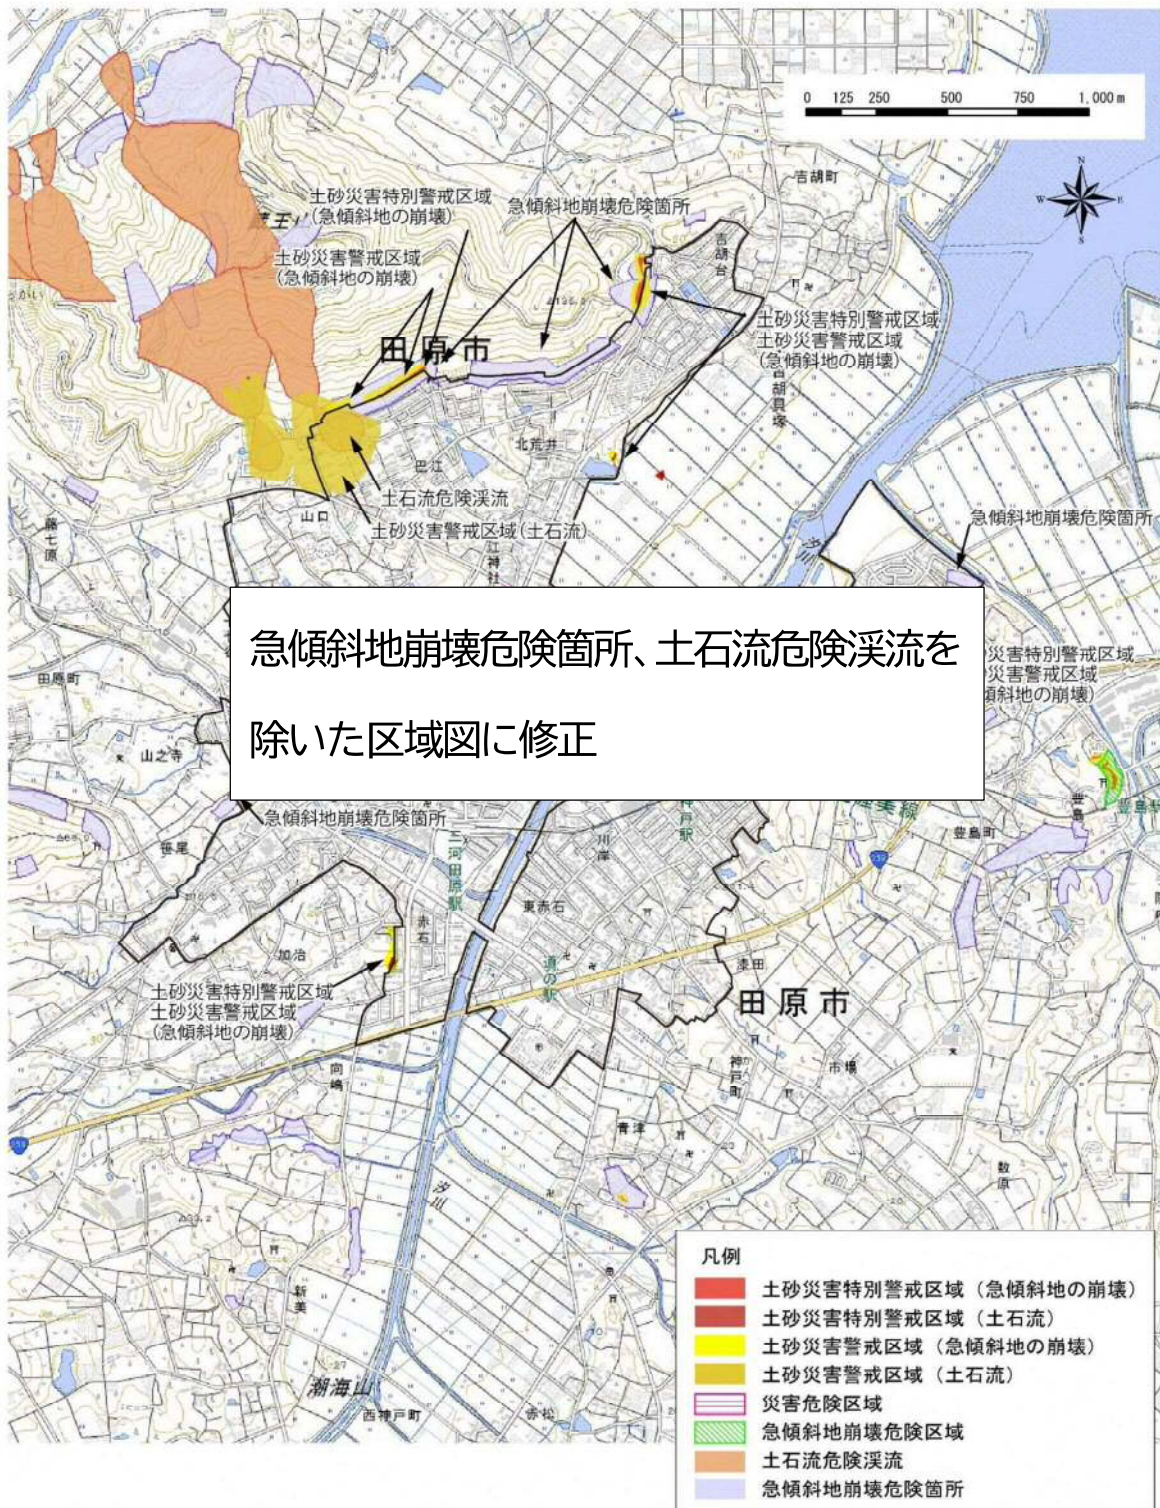 0 125 250 500 750 1,000m
N
W E
S
吉胡町
土砂災害特別警戒区域
(急傾斜地の崩壊)
急傾斜地崩壊危険箇所
吉胡台
土砂災害警戒区域
(急傾斜地の崩壊)
土砂災害特別警戒区域
土砂災害警戒区域
(急傾斜地の崩壊)
田原市
吉胡貝塚
北荒井
巴江
土石流危険渓流
山口
土砂災害警戒区域(土石流)
藤七原
江神社
汐川
急傾斜地崩壊危険箇所
急傾斜地崩壊危険箇所、土石流危険渓流を
除いた区域図に修正
災害特別警戒区域
災害警戒区域
傾斜地の崩壊)
田原町
山之寺
急傾斜地崩壊危険箇所
笹尾
三河田原駅
川岸
神戸駅
豊島
豊島町
259
東赤石
赤石
加治
道の駅
漆田
土砂災害特別警戒区域
土砂災害警戒区域
(急傾斜地の崩壊)
田原市
向嶋
神戸町
市場
青津
259
数原
汐川
新美
潮海山
西神戸町
赤松
凡例
土砂災害特別警戒区域(急傾斜地の崩壊)
土砂災害特別警戒区域(土石流)
土砂災害警戒区域(急傾斜地の崩壊)
土砂災害警戒区域(土石流)
災害危険区域
急傾斜地崩壊危険区域
土石流危険渓流
急傾斜地崩壊危険箇所